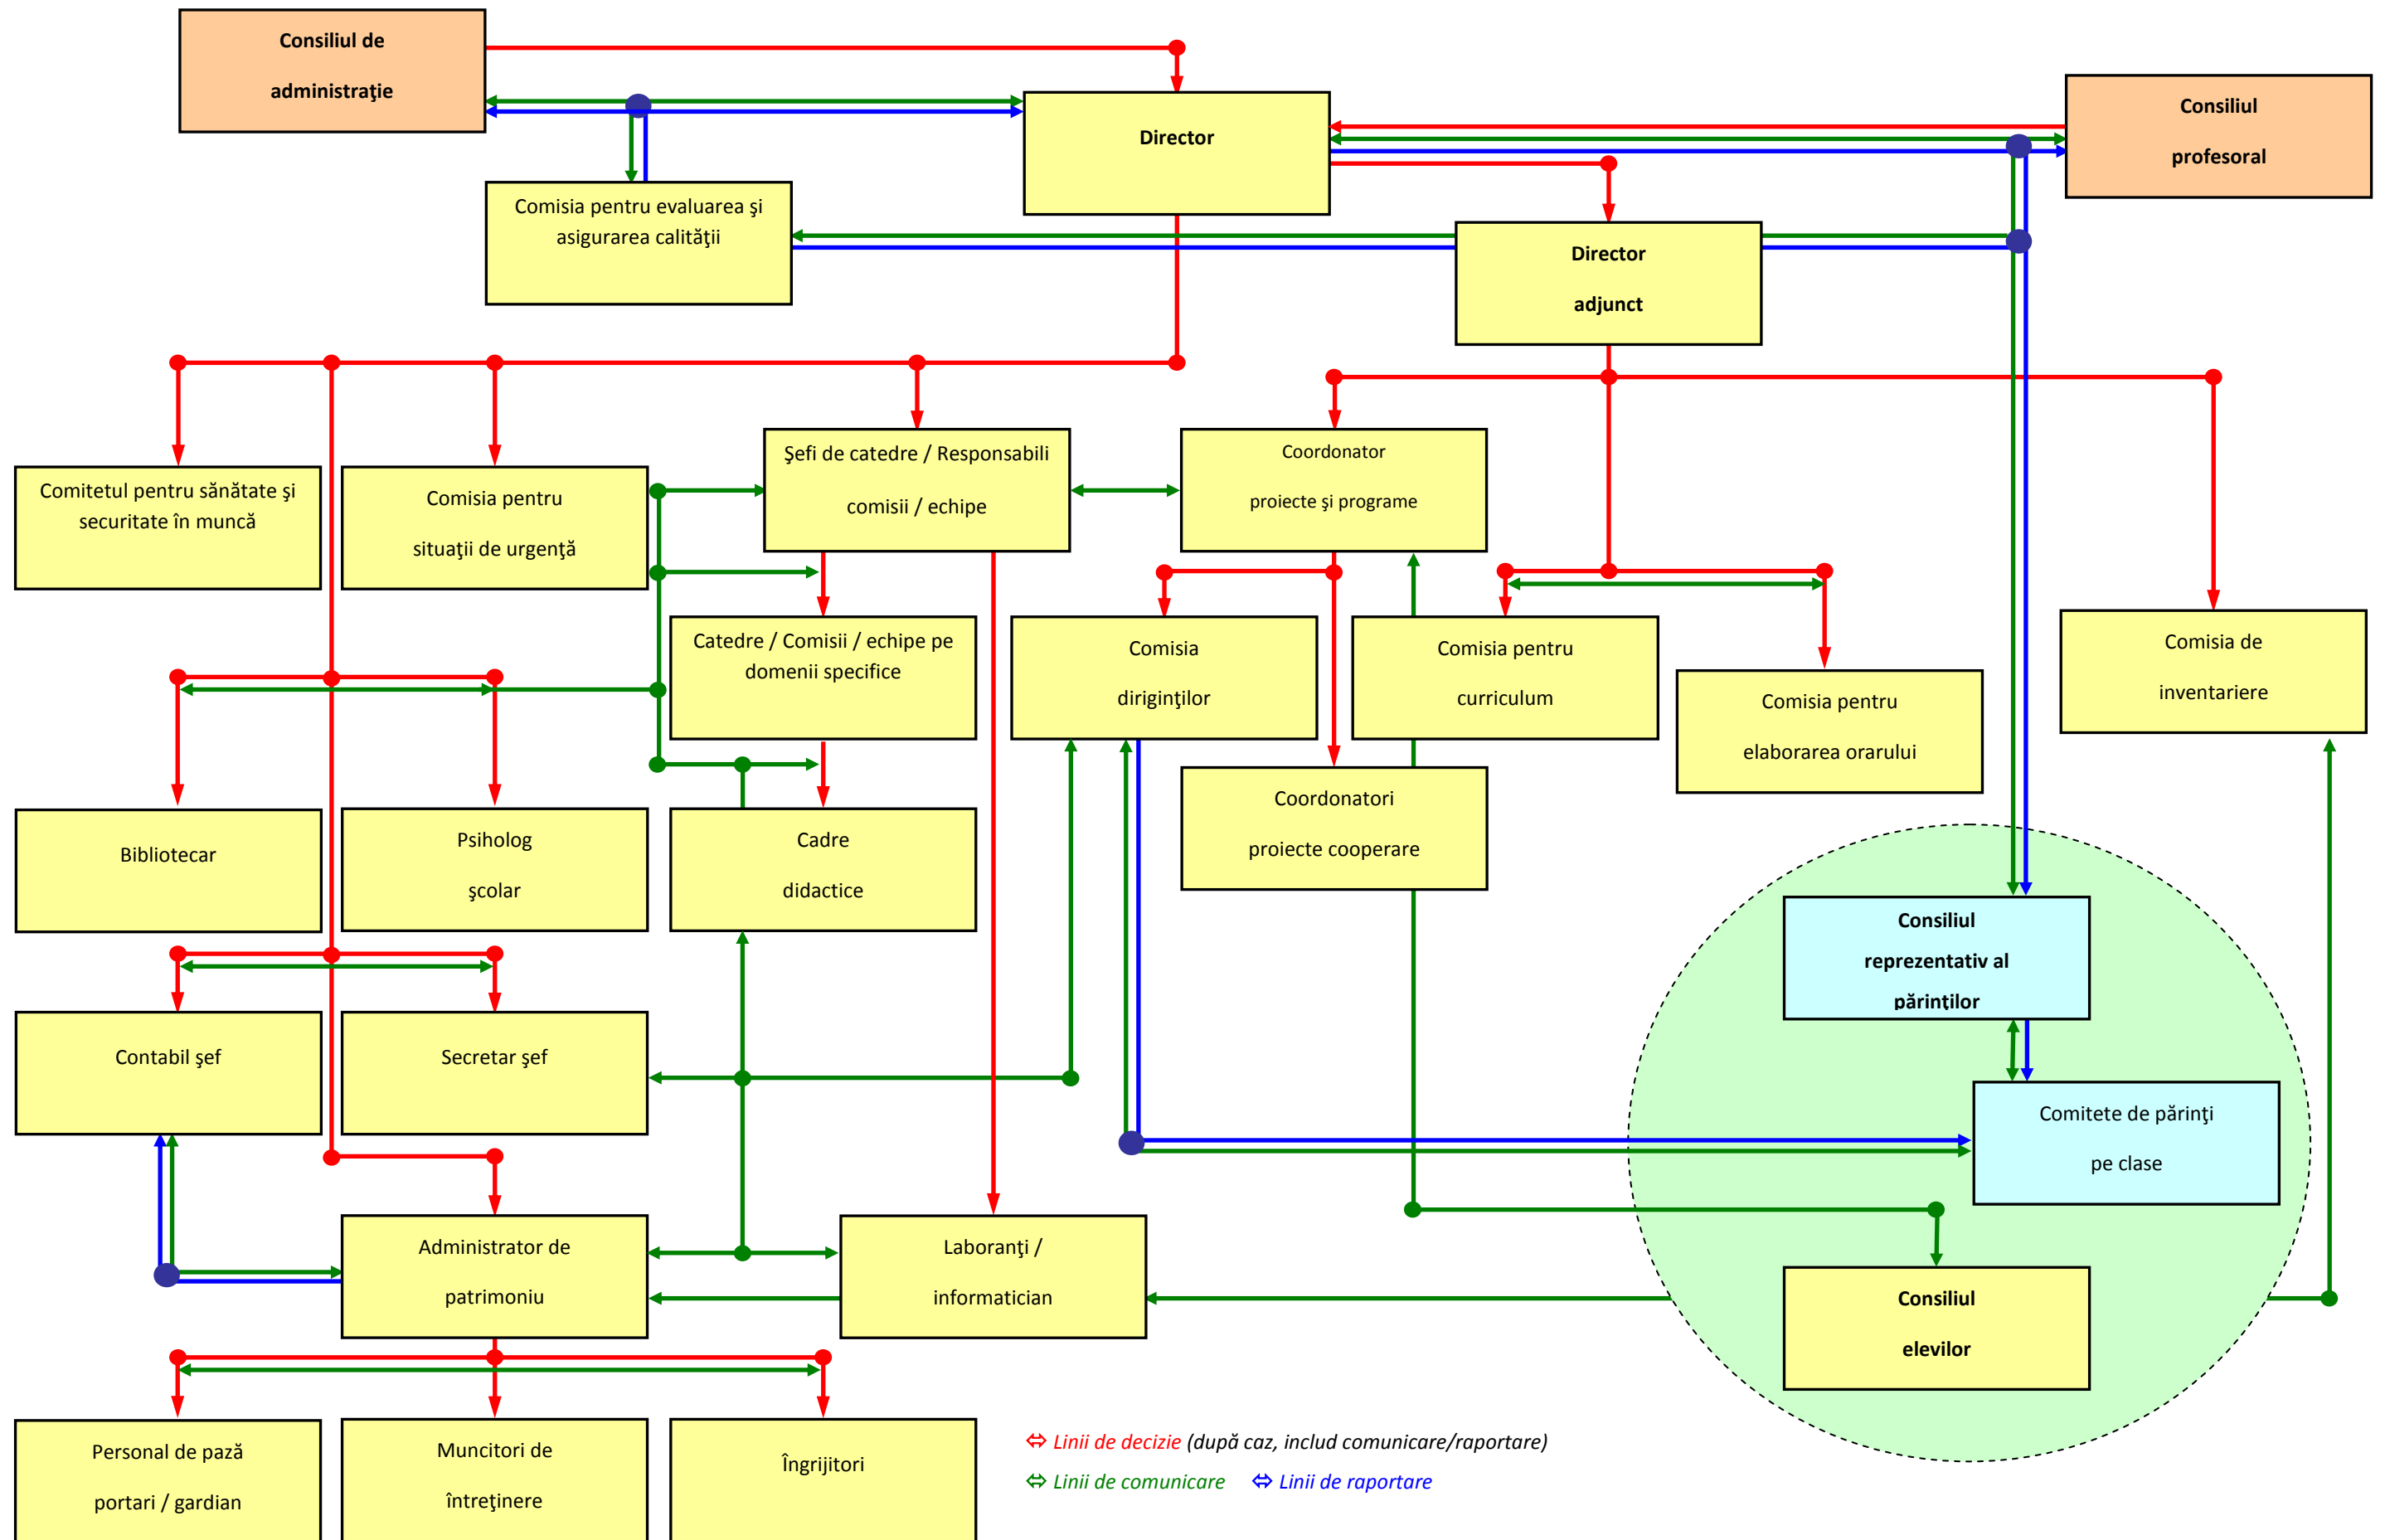 Consiliul de
administraţie
Director
Consiliul
profesoral
Comisia pentru evaluarea şi
asigurarea calităţii
Director
adjunct
Comitetul pentru sănătate şi
securitate în muncă
Comisia pentru
situaţii de urgenţă
Şefi de catedre / Responsabili
comisii / echipe
Coordonator
proiecte şi programe
Catedre / Comisii / echipe pe
domenii specifice
Comisia
diriginţilor
Comisia pentru
curriculum
Comisia pentru
elaborarea orarului
Comisia de
inventariere
Bibliotecar
Psiholog
şcolar
Cadre
didactice
Coordonatori
proiecte cooperare
Consiliul
reprezentativ al
părinţilor
Contabil şef
Secretar şef
Comitete de părinţi
pe clase
Administrator de
patrimoniu
Laboranţi /
informatician
Consiliul
elevilor
Personal de pază
portari / gardian
Muncitori de
întreţinere
Îngrijitori
⇔ Linii de decizie (după caz, includ comunicare/raportare)
⇔ Linii de comunicare ⇔ Linii de raportare